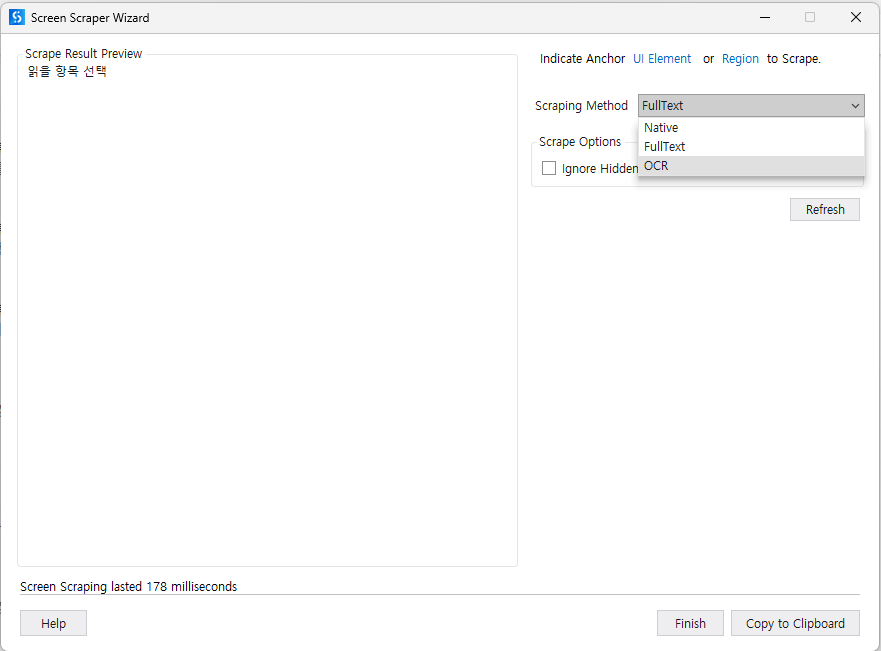 Screen Scraper Wizard
Scrape Result Preview
읽을 항목 선택
Indicate Anchor UI Element or Region to Scrape.
Scraping Method FullText
Native
FullText
OCR
Scrape Options
Ignore Hidden
Refresh
Screen Scraping lasted 178 milliseconds
Help
Finish
Copy to Clipboard